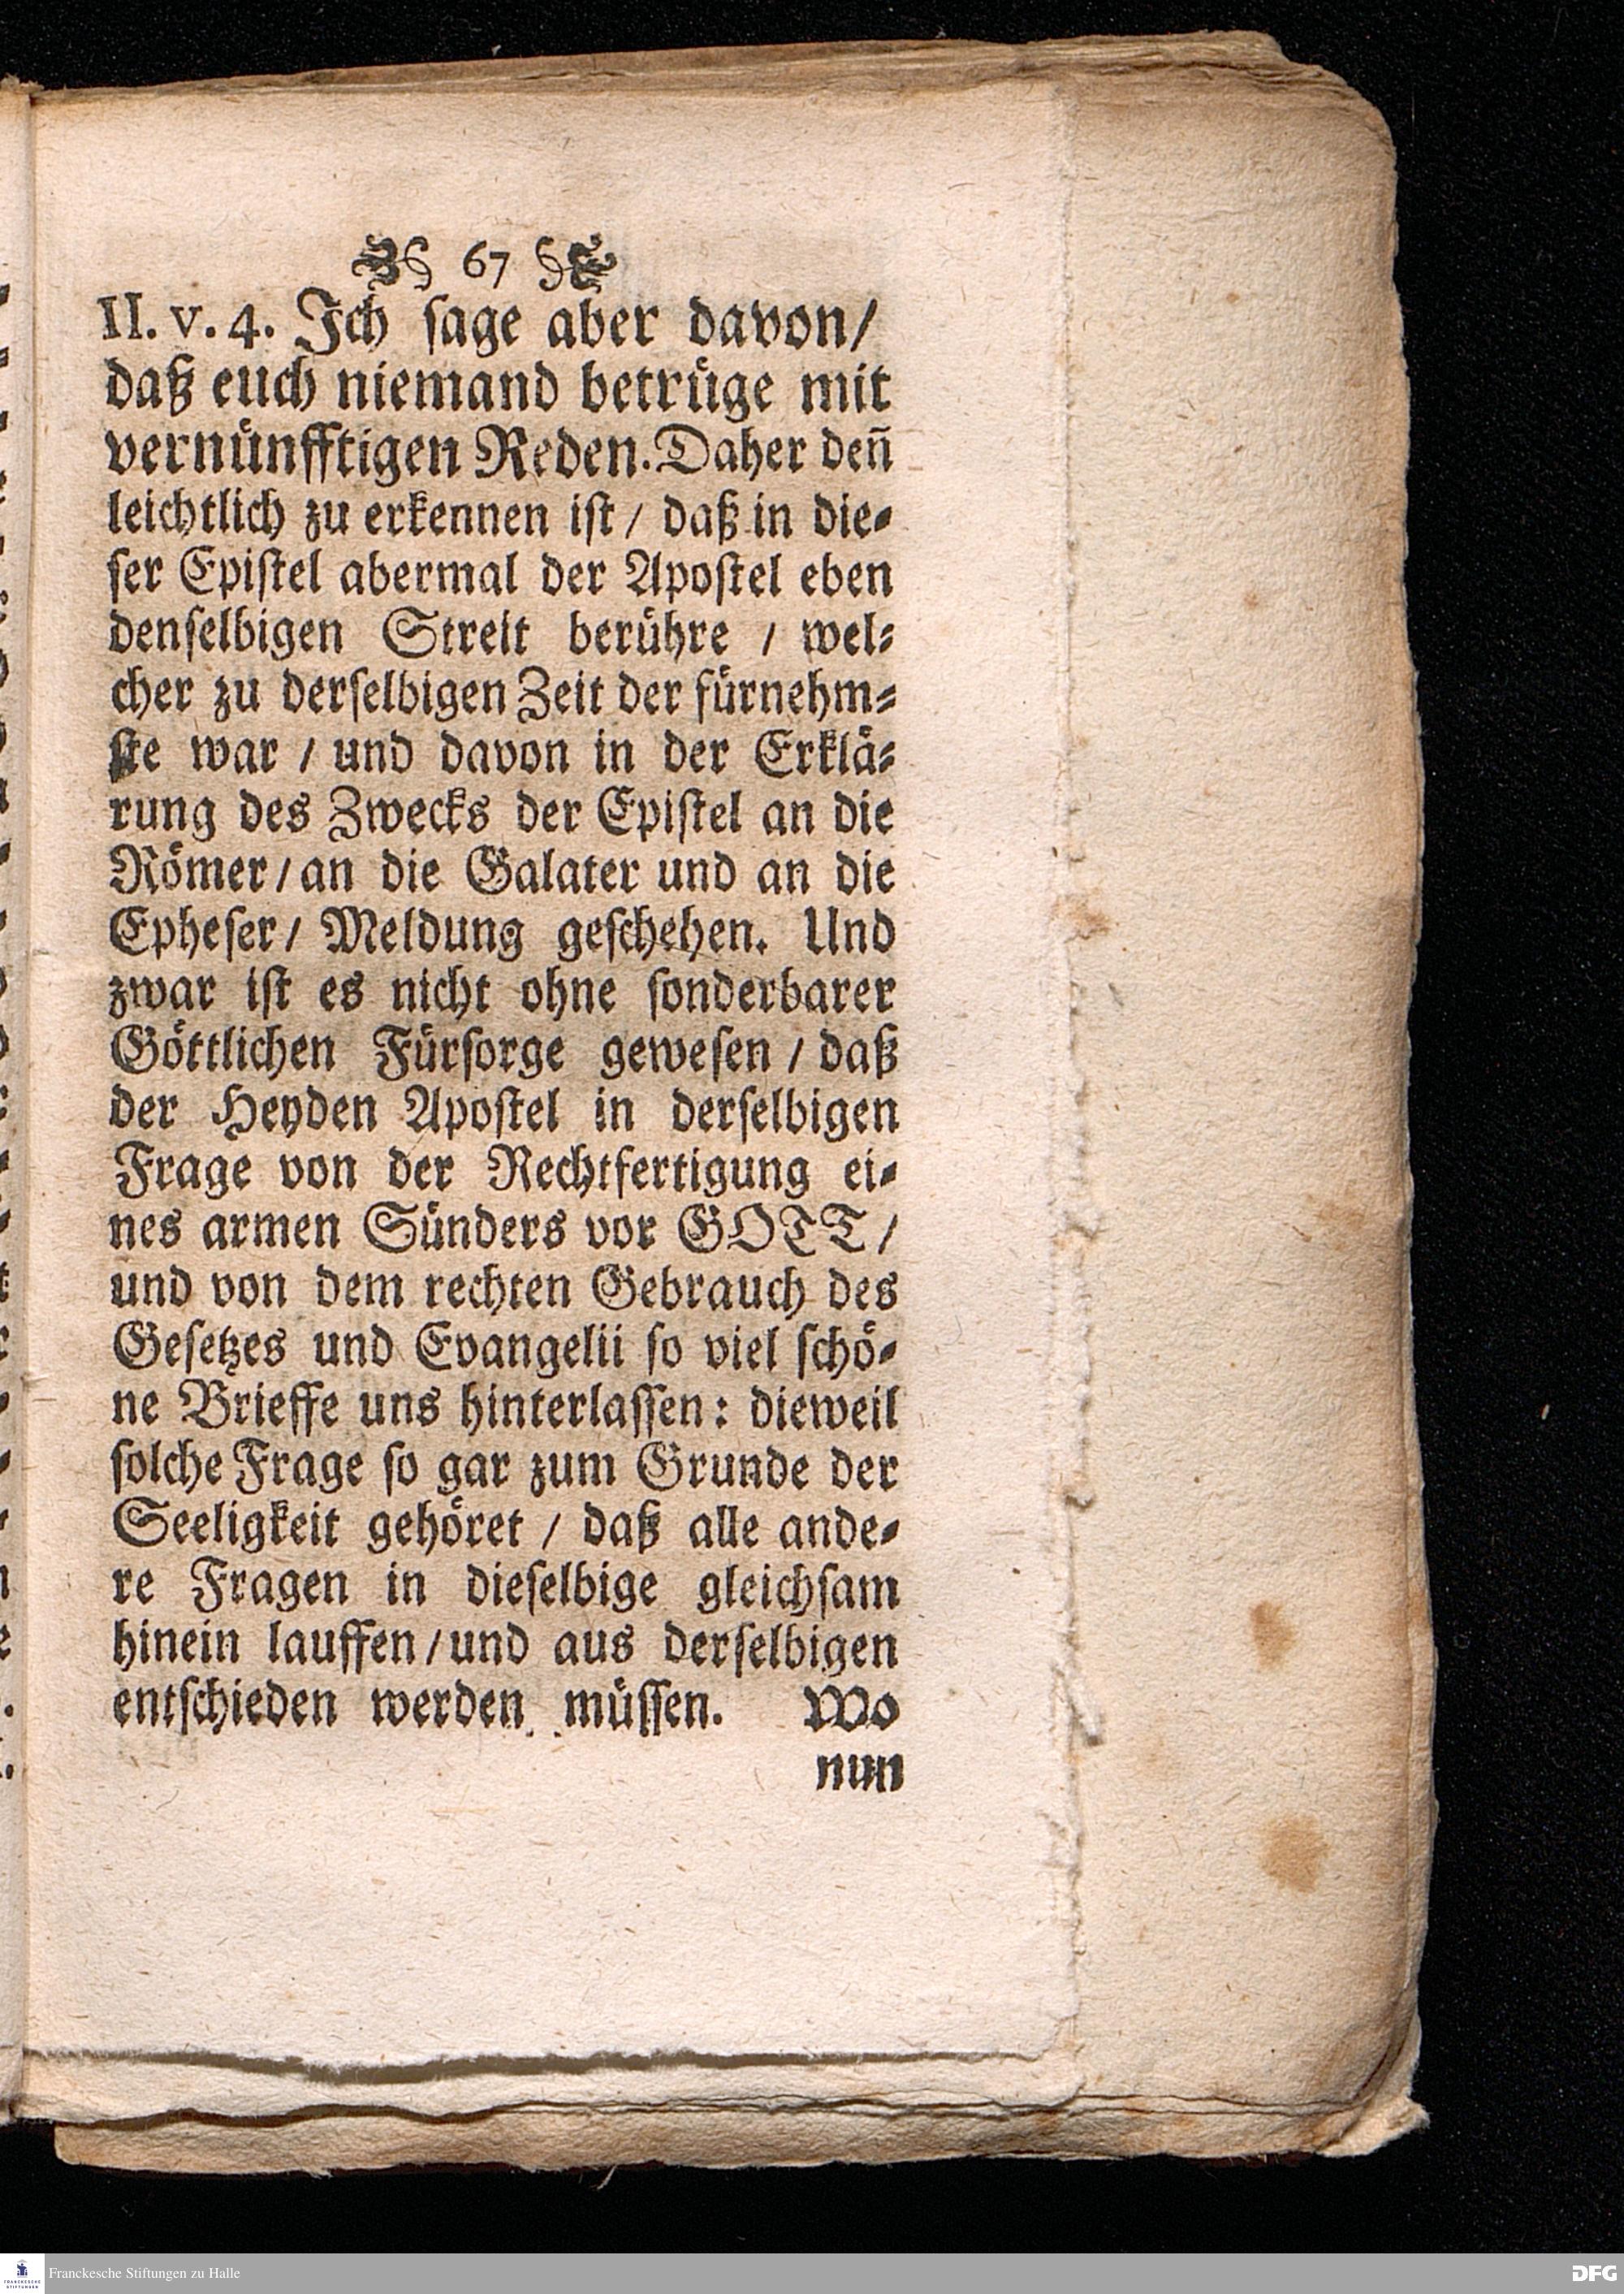 67
II. v. 4. Ich ſage aber davon/
daß euch niemand betrüge mit
vernünfftigen Reden. Daher deñ
leichtlich zu erkennen iſt / daß in die-
ſer Epiſtel abermal der Apoſtel eben
denſelbigen Streit berühre / wel-
cher zu derſelbigen Zeit der fürnehm-
ſte war / und davon in der Erklä-
rung des Zwecks der Epiſtel an die
Römer / an die Galater und an die
Epheſer / Meldung geſchehen. Und
zwar iſt es nicht ohne ſonderbarer
Göttlichen Fürſorge geweſen / daß
der Heyden Apoſtel in derſelbigen
Frage von der Rechtfertigung ei-
nes armen Sünders vor GOTT /
und von dem rechten Gebrauch des
Geſetzes und Evangelii ſo viel ſchö-
ne Brieffe uns hinterlaſſen: dieweil
ſolche Frage ſo gar zum Grunde der
Seeligkeit gehöret / daß alle ande-
re Fragen in dieſelbige gleichſam
hinein lauffen / und aus derſelbigen
entſchieden werden müſſen. Wo
nun
Franckesche Stiftungen zu Halle
DFG
FRANCKESCHE
STIFTUNGEN